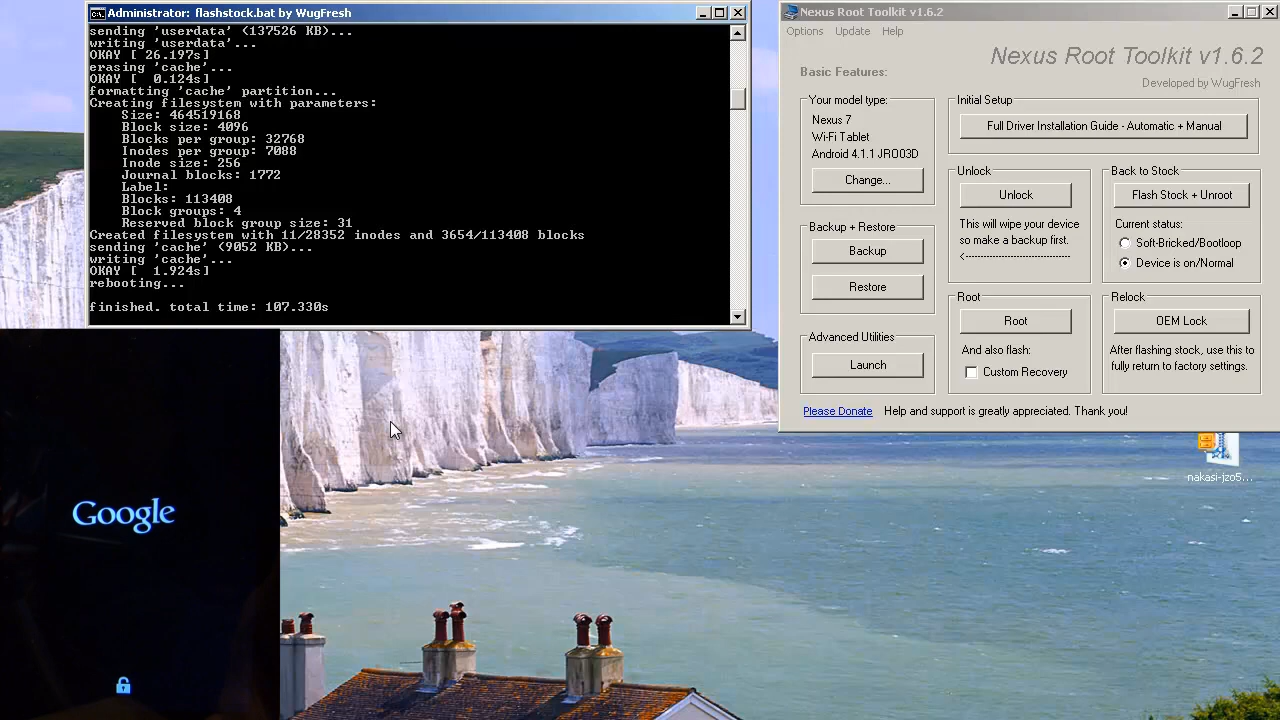 Administrator: flashstock.bat by WugFresh
sending 'userdata' (137526 KB)...
writing 'userdata'...
OKAY [ 26.197s]
erasing 'cache'...
OKAY [  0.124s]
formatting 'cache' partition...
Creating filesystem with parameters:
Size: 464519168
Block size: 4096
Blocks per group: 32768
Inodes per group: 7088
Inode size: 256
Journal blocks: 1772
Label:
Blocks: 113408
Block groups: 4
Reserved block group size: 31
Created filesystem with 11/28352 inodes and 3654/113408 blocks
sending 'cache' (9052 KB)...
writing 'cache'...
OKAY [  1.924s]
rebooting...
finished. total time: 107.330s
Nexus Root Toolkit v1.6.2
Options Update Help
Nexus Root Toolkit v1.6.2
Developed by WugFresh
Basic Features:
Your model type:
Nexus 7
WiFi Tablet
Android 4.1.1 JRO03D
Change...
Initial Setup
Full Driver Installation Guide - Automatic + Manual
Backup + Restore
Backup
Restore
Unlock
Unlock
This will wipe your device
so make a backup first.
<----------------------------
Back to Stock
Flash Stock + Unroot
Current status:
Soft-Bricked/Bootloop
Device is on/Normal
Advanced Utilities
Launch
Root
Root
And also flash:
Custom Recovery
Relock
OEM Lock
After flashing stock, use this to
fully return to factory settings.
Please Donate Help and support is greatly appreciated. Thank you!
nakasi-jzo5...
Google